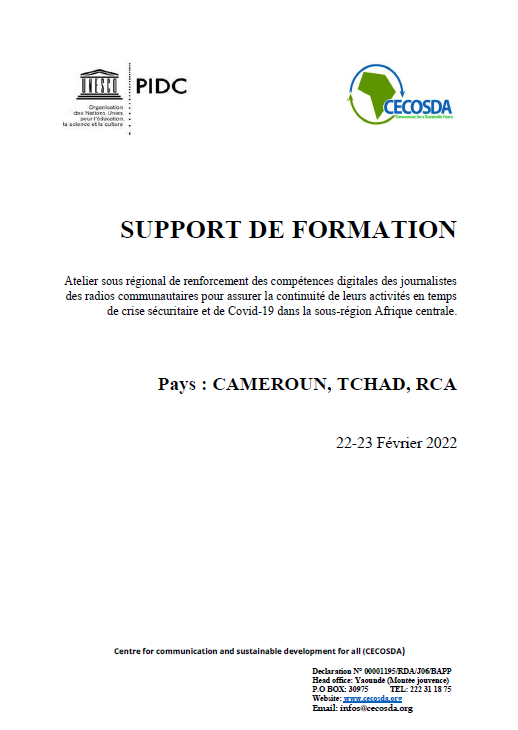 UNESCO
PIDC
Organisation
des Nations Unies
pour l'éducation,
la science et la culture
CECOSDA
Communicate for a Sustainable Future
SUPPORT DE FORMATION
Atelier sous régional de renforcement des compétences digitales des journalistes
des radios communautaires pour assurer la continuité de leurs activités en temps
de crise sécuritaire et de Covid-19 dans la sous-région Afrique centrale.
Pays : CAMEROUN, TCHAD, RCA
22-23 Février 2022
Centre for communication and sustainable development for all (CECOSDA)
Declaration N° 00001195/RDA/J06/BAPP
Head office: Yaoundé (Montée jouvence)
P.O BOX: 30975 TEL: 222 31 18 75
Website: www.cecosda.org
Email: infos@cecosda.org